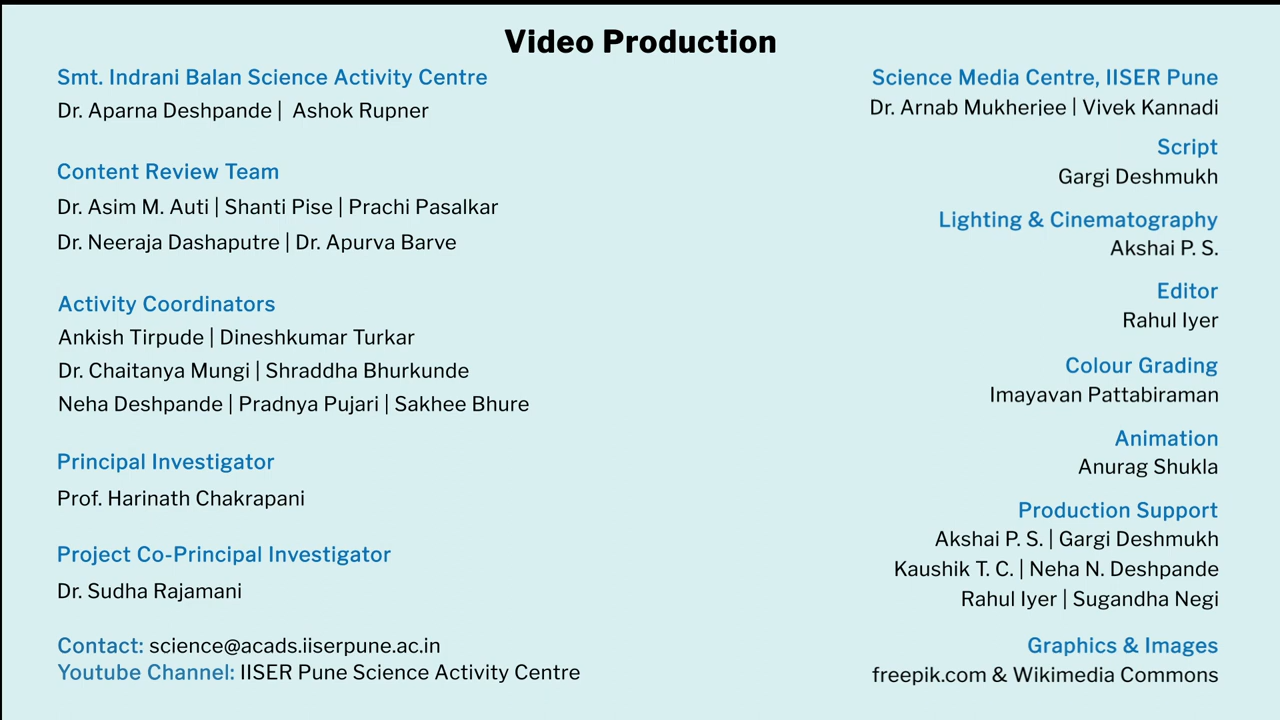 Video Production
Smt. Indrani Balan Science Activity Centre
Dr. Aparna Deshpande | Ashok Rupner
Content Review Team
Dr. Asim M. Auti | Shanti Pise | Prachi Pasalkar
Dr. Neeraja Dashaputre | Dr. Apurva Barve
Activity Coordinators
Ankish Tirpude | Dineshkumar Turkar
Dr. Chaitanya Mungi | Shraddha Bhurkunde
Neha Deshpande | Pradnya Pujari | Sakhee Bhure
Principal Investigator
Prof. Harinath Chakrapani
Project Co-Principal Investigator
Dr. Sudha Rajamani
Contact: science@acads.iiserpune.ac.in
Youtube Channel: IISER Pune Science Activity Centre
Science Media Centre, IISER Pune
Dr. Arnab Mukherjee | Vivek Kannadi
Script
Gargi Deshmukh
Lighting & Cinematography
Akshai P. S.
Editor
Rahul Iyer
Colour Grading
Imayavan Pattabiraman
Animation
Anurag Shukla
Production Support
Akshai P. S. | Gargi Deshmukh
Kaushik T. C. | Neha N. Deshpande
Rahul Iyer | Sugandha Negi
Graphics & Images
freepik.com & Wikimedia Commons